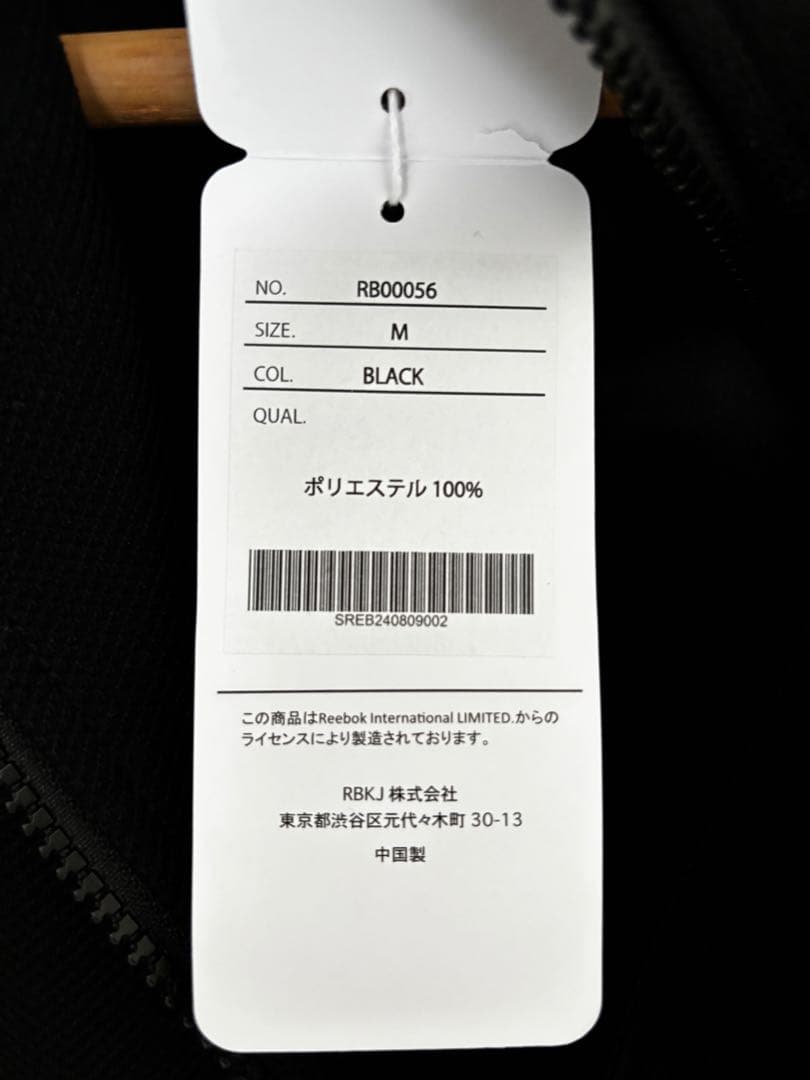 NO. RB00056
SIZE. M
COL. BLACK
QUAL.
ポリエステル 100%
SREB240809002
この商品はReebok International LIMITED.からの
ライセンスにより製造されております。
RBKJ 株式会社
東京都渋谷区元代々木町 30-13
中国製